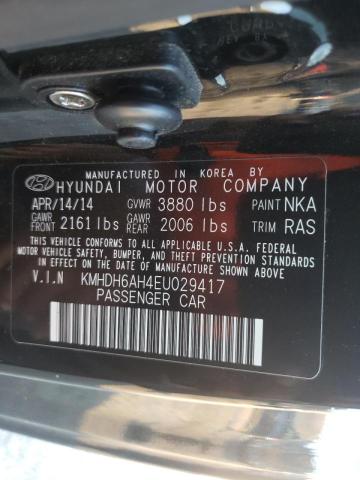 MANUFACTURED IN KOREA BY
HYUNDAI MOTOR COMPANY
APR/14/14 GVWR 3880 lbs PAINT NKA
GAWR FRONT 2161 lbs GAWR REAR 2006 lbs TRIM RAS
THIS VEHICLE CONFORMS TO ALL APPLICABLE U.S.A. FEDERAL
MOTOR VEHICLE SAFETY, BUMPER, AND THEFT PREVENTION
STANDARDS IN EFFECT ON THE DATE OF MANUFACTURE SHOWN ABOVE.
V.I.N KMHDH6AH4EU029417
PASSENGER CAR